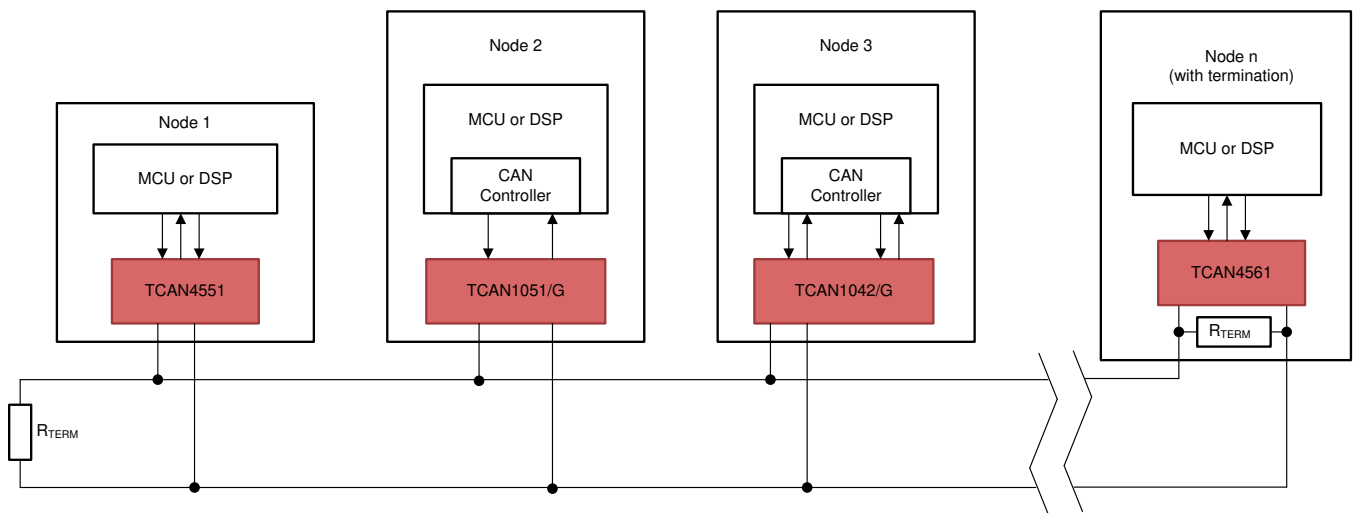 Node 1
MCU or DSP
TCAN4551
Node 2
MCU or DSP
CAN
Controller
TCAN1051/G
Node 3
MCU or DSP
CAN
Controller
TCAN1042/G
Node n
(with termination)
MCU or DSP
TCAN4561
RTERM
RTERM